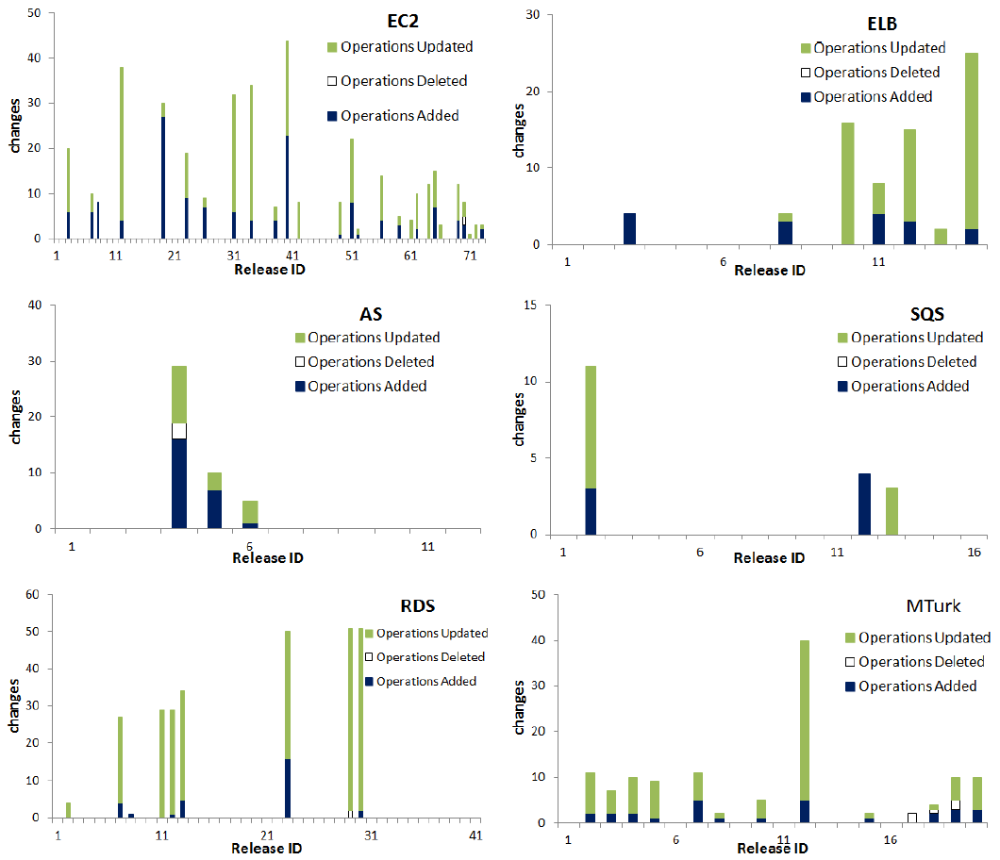 EC2
50
40
30
20
10
0
changes
Operations Updated
Operations Deleted
Operations Added
1 11 21 31 41 51 61 71
Release ID
ELB
30
20
10
0
changes
Operations Updated
Operations Deleted
Operations Added
1 6 11
Release ID
AS
40
30
20
10
0
changes
Operations Updated
Operations Deleted
Operations Added
1 6 11
Release ID
SQS
15
10
5
0
changes
Operations Updated
Operations Deleted
Operations Added
1 6 11 16
Release ID
RDS
60
50
40
30
20
10
0
changes
Operations Updated
Operations Deleted
Operations Added
1 11 21 31 41
Release ID
MTurk
50
40
30
20
10
0
changes
Operations Updated
Operations Deleted
Operations Added
1 6 11 16
Release ID